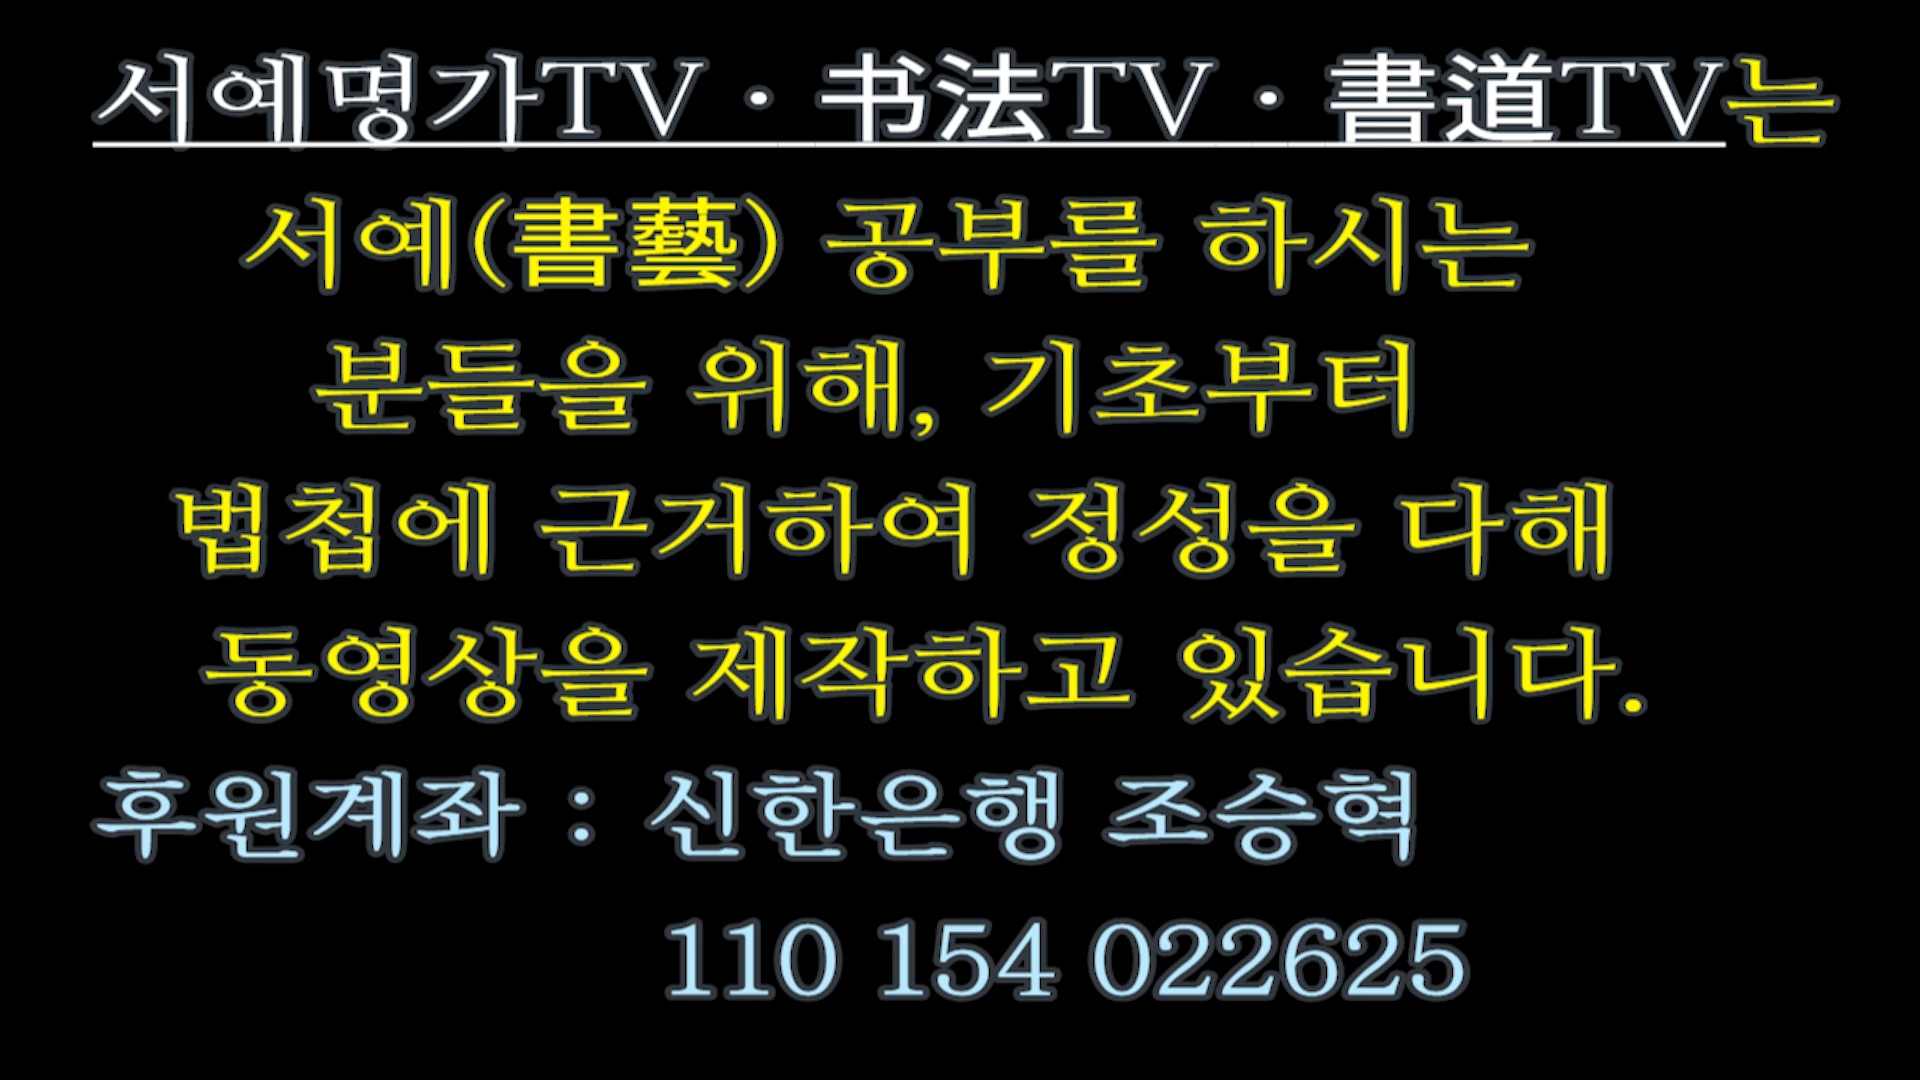 서예명가TV · 书法TV · 書道TV는
서예(書藝) 공부를 하시는
분들을 위해, 기초부터
법첩에 근거하여 정성을 다해
동영상을 제작하고 있습니다.
후원계좌 : 신한은행 조승혁
110 154 022625